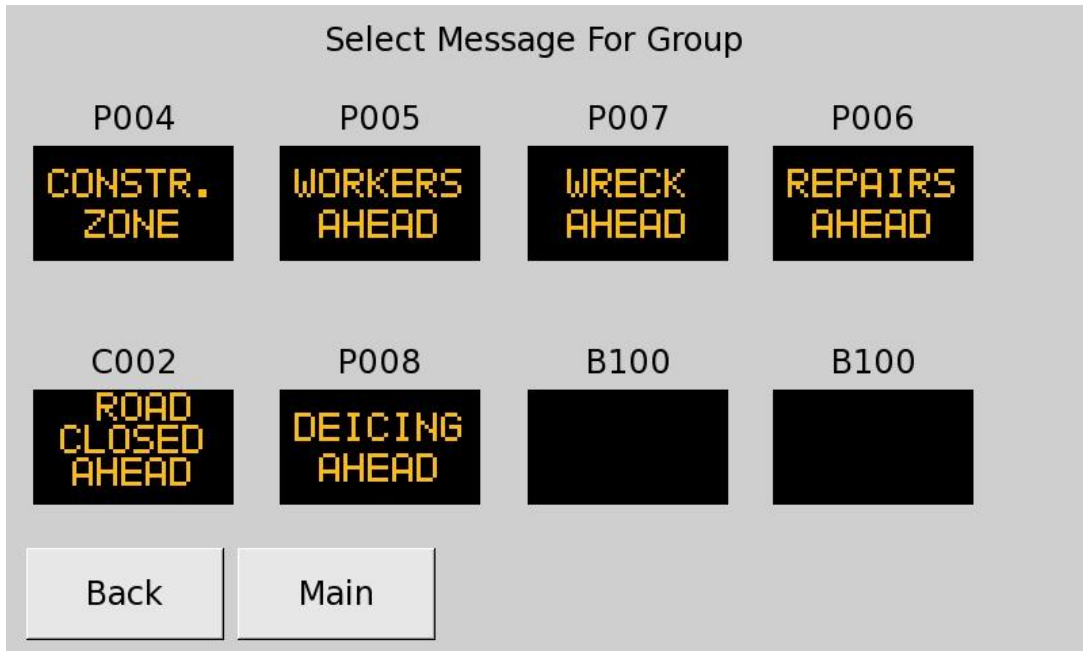 Select Message For Group
P004 P005 P007 P006
CONSTR. WORKERS WRECK REPAIRS
ZONE AHEAD AHEAD AHEAD
C002 P008 B100 B100
ROAD
CLOSED DEICING
AHEAD AHEAD
Back Main